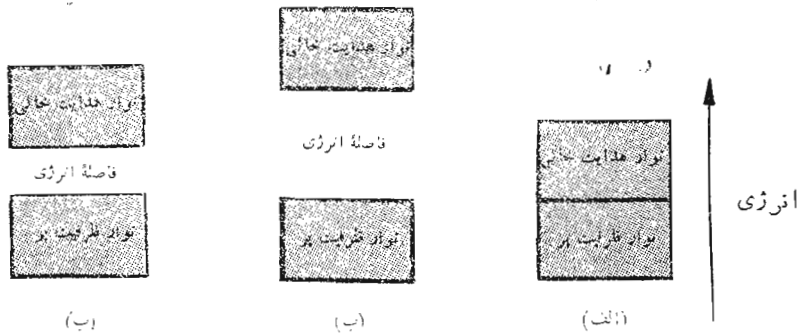 نوار هدایت خالی
نوار ظرفیت پر
(الف)
نوار هدایت خالی
فاصلهٔ انرژی
نوار ظرفیت پر
(ب)
نوار هدایت خالی
فاصلهٔ انرژی
نوار ظرفیت پر
(ب)
انرژی